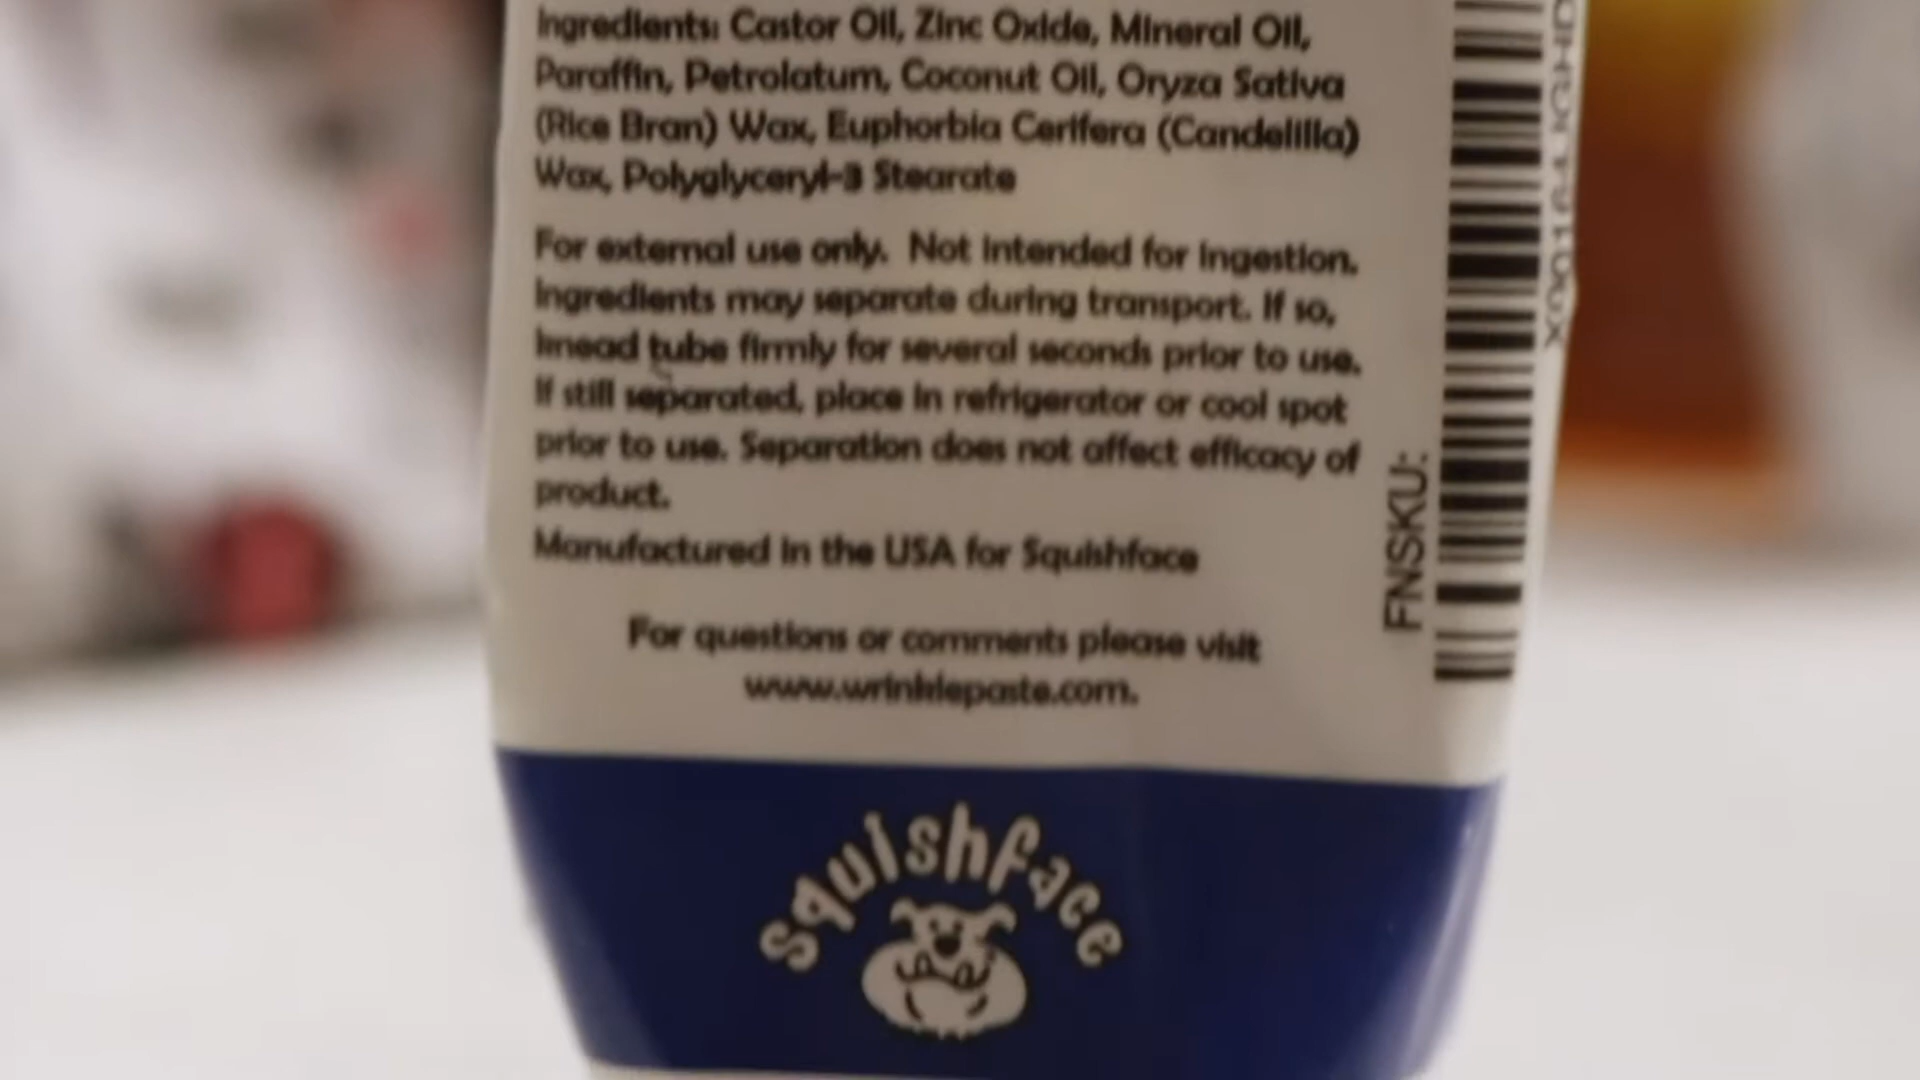 Ingredients: Castor Oil, Zinc Oxide, Mineral Oil,
Paraffin, Petrolatum, Coconut Oil, Oryza Sativa
(Rice Bran) Wax, Euphorbia Cerifera (Candelilla)
Wax, Polyglyceryl-3 Stearate
For external use only. Not intended for ingestion.
Ingredients may separate during transport. If so,
knead tube firmly for several seconds prior to use.
If still separated, place in refrigerator or cool spot
prior to use. Separation does not affect efficacy of
product.
Manufactured in the USA for Squishface
For questions or comments please visit
www.wrinklepaste.com.
FNSKU:
squishface